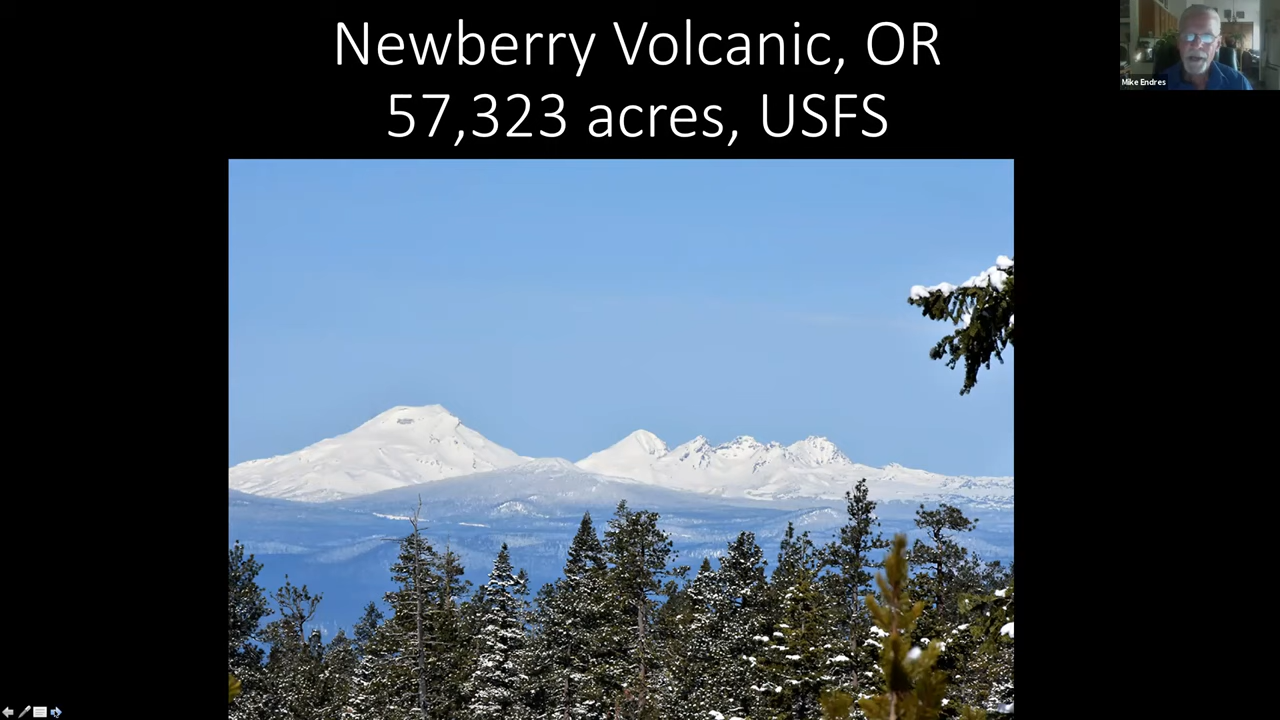 Newberry Volcanic, OR
57,323 acres, USFS
Mike Endres